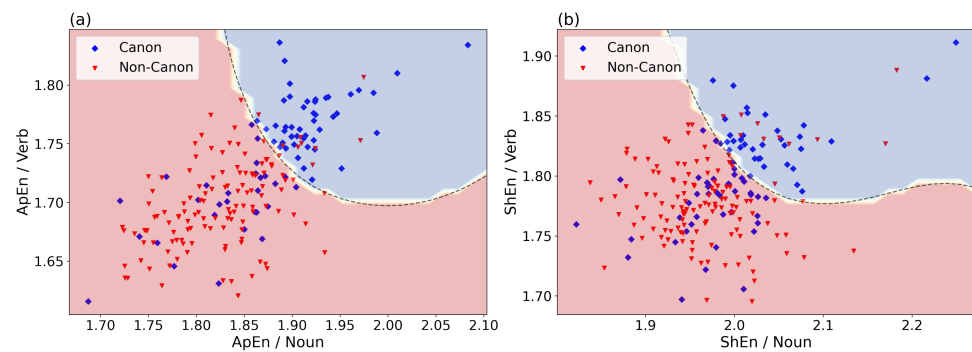 (a)
Canon
Non-Canon
ApEn / Verb
1.80
1.75
1.70
1.65
1.70 1.75 1.80 1.85 1.90 1.95 2.00 2.05 2.10
ApEn / Noun
(b)
Canon
Non-Canon
ShEn / Verb
1.90
1.85
1.80
1.75
1.70
1.9 2.0 2.1 2.2
ShEn / Noun